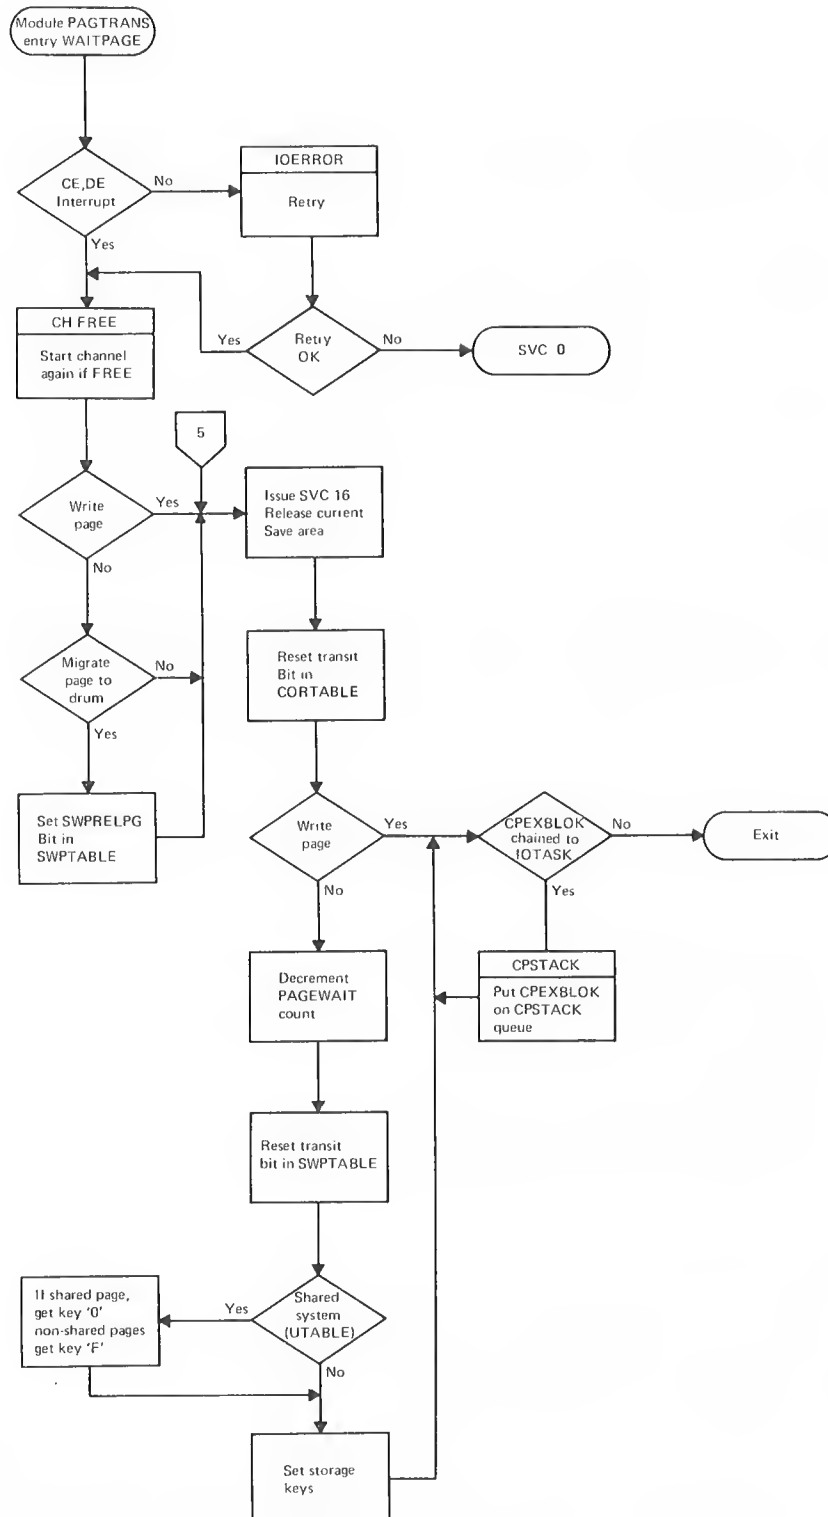 Module PAGTRANS
entry WAITPAGE
CE,DE
Interrupt
No
Yes
IOERROR
Retry
Retry
OK
Yes
No
SVC 0
CH FREE
Start channel
again if FREE
5
Write
page
Yes
No
Issue SVC 16
Release current
Save area
Migrate
page to
drum
No
Yes
Reset transit
Bit in
CORTABLE
Set SWPRELPG
Bit in
SWPTABLE
Write
page
Yes
No
CPEXBLOK
chained to
IOTASK
No
Yes
Exit
Decrement
PAGEWAIT
count
CPSTACK
Put CPEXBLOK
on CPSTACK
queue
Reset transit
bit in SWPTABLE
If shared page,
get key '0'
non-shared pages
get key 'F'
Yes
Shared
system
(UTABLE)
No
Set storage
keys